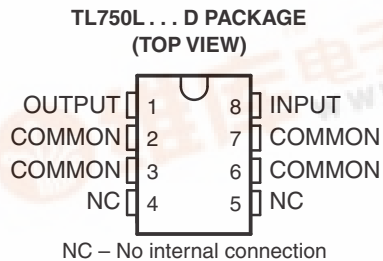 TL750L . . . D PACKAGE
(TOP VIEW)
OUTPUT 1 8 INPUT
COMMON 2 7 COMMON
COMMON 3 6 COMMON
NC 4 5 NC
NC – No internal connection